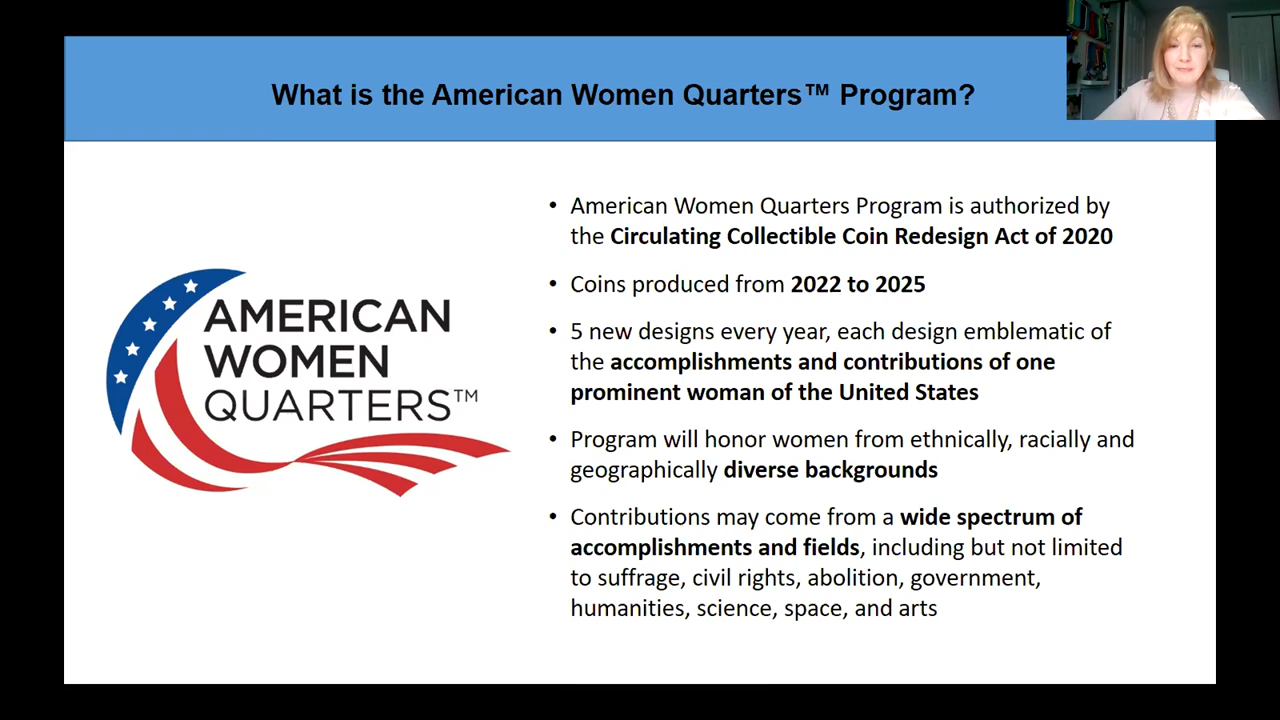 What is the American Women Quarters™ Program?
AMERICAN
WOMEN
QUARTERS™
• American Women Quarters Program is authorized by
the Circulating Collectible Coin Redesign Act of 2020
• Coins produced from 2022 to 2025
• 5 new designs every year, each design emblematic of
the accomplishments and contributions of one
prominent woman of the United States
• Program will honor women from ethnically, racially and
geographically diverse backgrounds
• Contributions may come from a wide spectrum of
accomplishments and fields, including but not limited
to suffrage, civil rights, abolition, government,
humanities, science, space, and arts